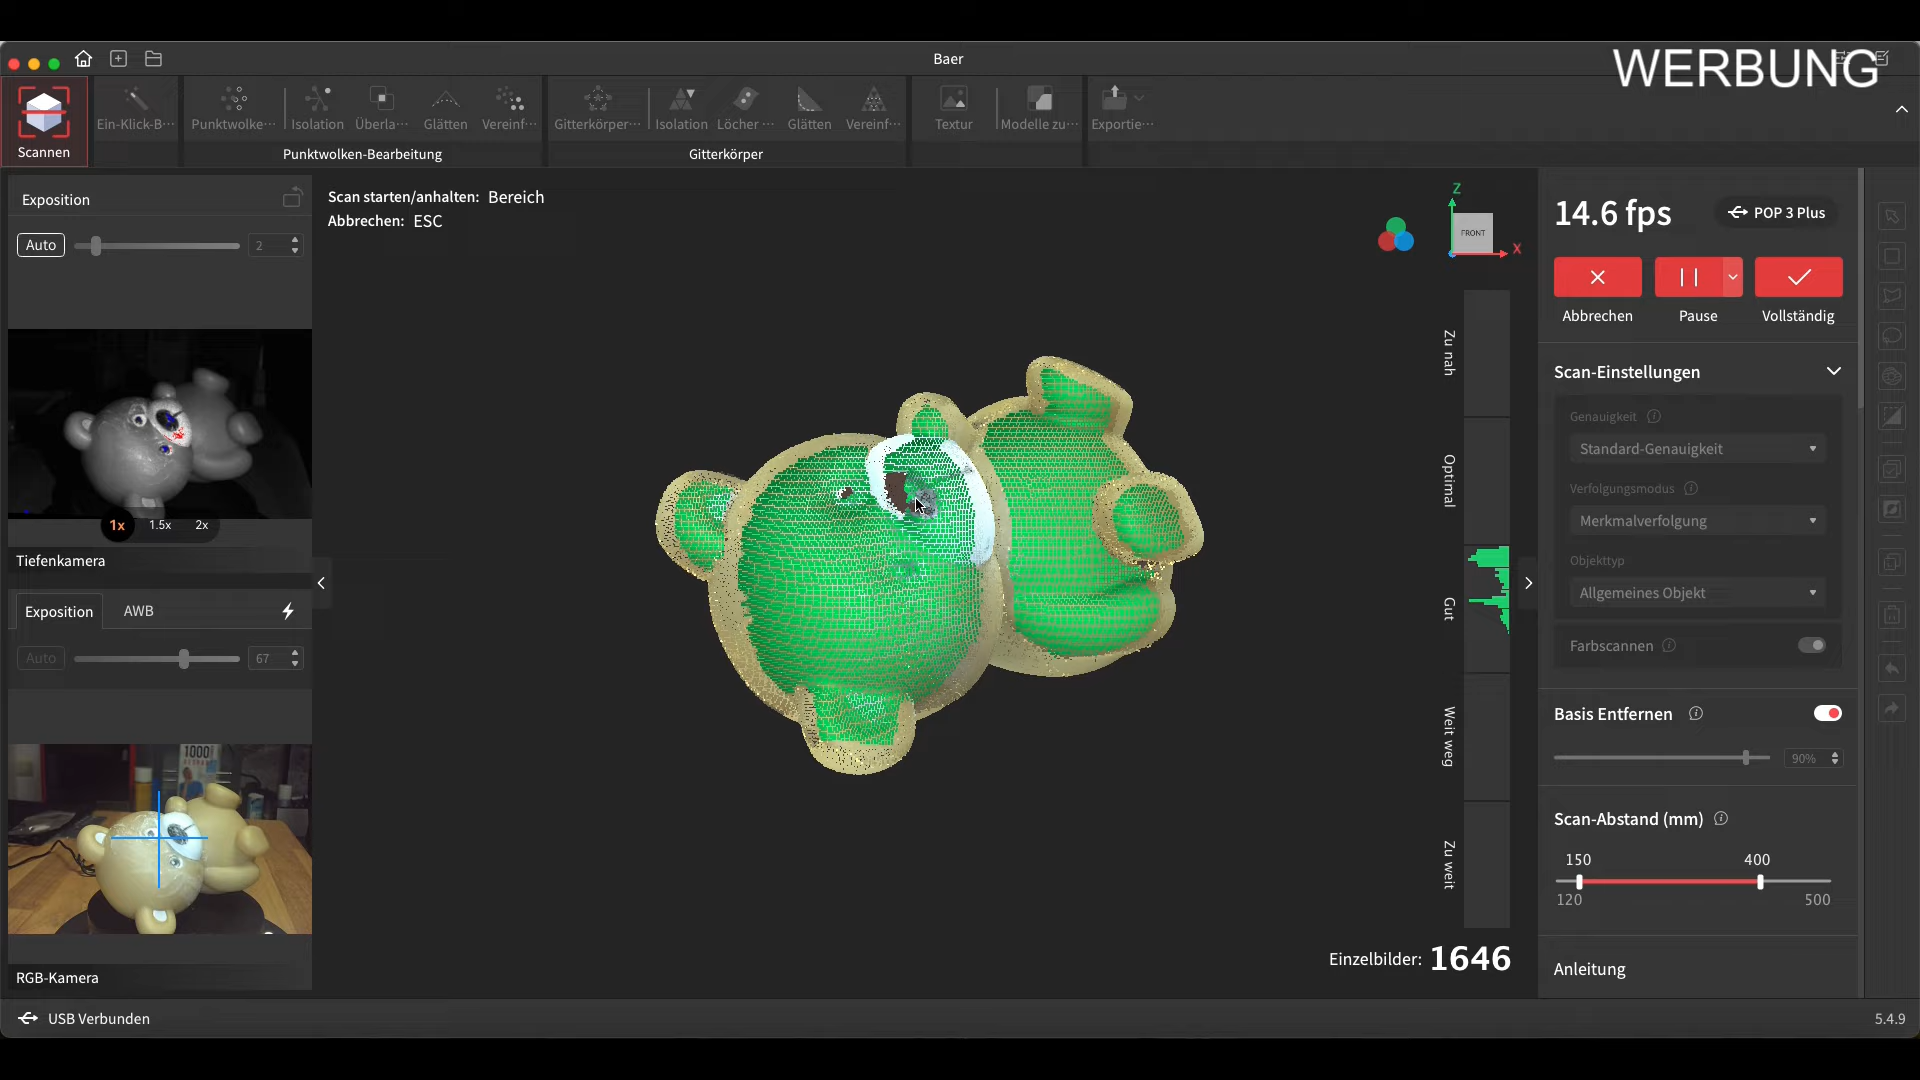 Baer
WERBUNG
Scannen
Ein-Klick-B···
Punktwolke···
Isolation
Überla···
Glätten
Vereinf···
Punktwolken-Bearbeitung
Gitterkörper···
Isolation
Löcher ···
Glätten
Vereinf···
Gitterkörper
Textur
Modelle zu···
Exportie···
Exposition
Auto
2
1x
1.5x
2x
Tiefenkamera
Exposition
AWB
Auto
67
1000
RGB-Kamera
USB Verbunden
Scan starten/anhalten: Bereich
Abbrechen: ESC
Z
FRONT
X
Zu nah
Optimal
Gut
Weit weg
Zu weit
Einzelbilder: 1646
14.6 fps
POP 3 Plus
Abbrechen
Pause
Vollständig
Scan-Einstellungen
Genauigkeit
Standard-Genauigkeit
Verfolgungsmodus
Merkmalverfolgung
Objekttyp
Allgemeines Objekt
Farbscannen
Basis Entfernen
90%
Scan-Abstand (mm)
150 400
120 500
Anleitung
5.4.9